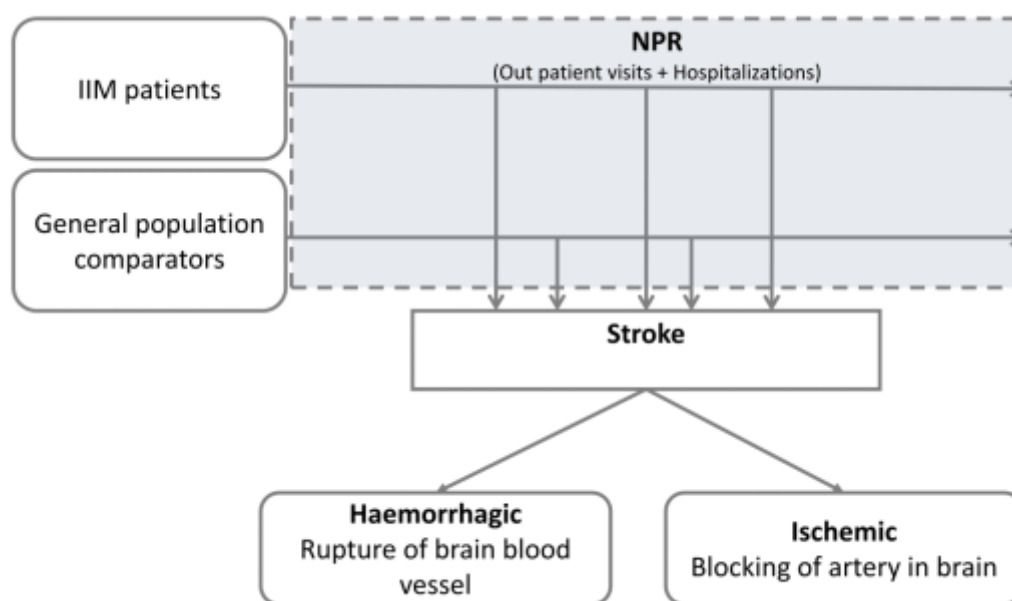 NPR
(Out patient visits + Hospitalizations)
IIM patients
General population
comparators
Stroke
Haemorrhagic
Rupture of brain blood
vessel
Ischemic
Blocking of artery in brain